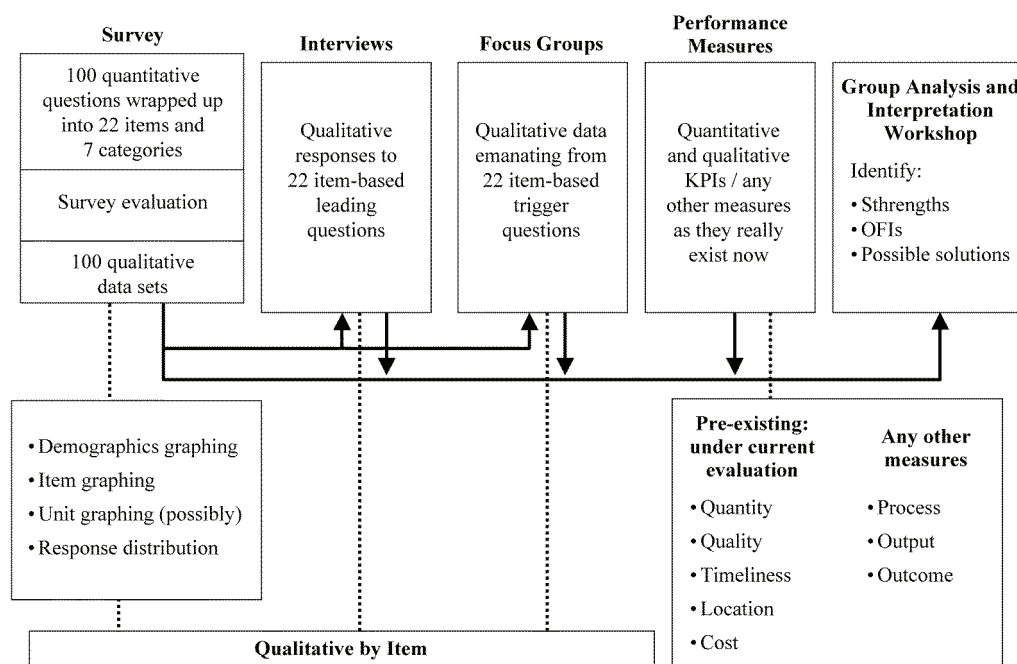 Survey
100 quantitative
questions wrapped up
into 22 items and
7 categories
Survey evaluation
100 qualitative
data sets
Interviews
Qualitative
responses to
22 item-based
leading
questions
Focus Groups
Qualitative data
emanating from
22 item-based
trigger
questions
Performance
Measures
Quantitative
and qualitative
KPIs / any
other measures
as they really
exist now
Group Analysis and
Interpretation
Workshop
Identify:
• Sthrengths
• OFIs
• Possible solutions
• Demographics graphing
• Item graphing
• Unit graphing (possibly)
• Response distribution
Pre-existing:
under current
evaluation
• Quantity
• Quality
• Timeliness
• Location
• Cost
Any other
measures
• Process
• Output
• Outcome
Qualitative by Item